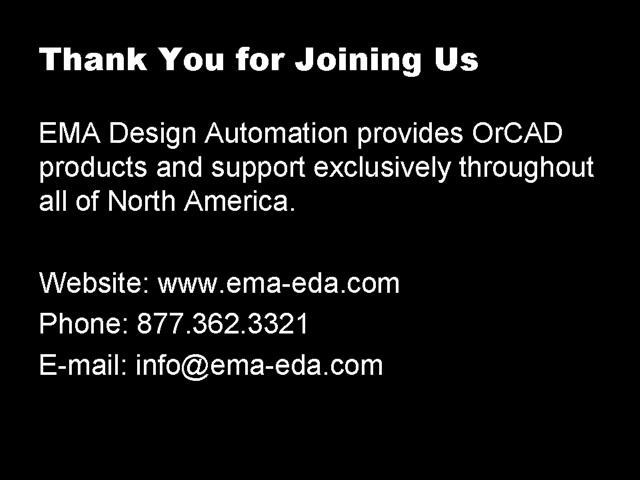 Thank You for Joining Us
EMA Design Automation provides OrCAD
products and support exclusively throughout
all of North America.
Website: www.ema-eda.com
Phone: 877.362.3321
E-mail: info@ema-eda.com